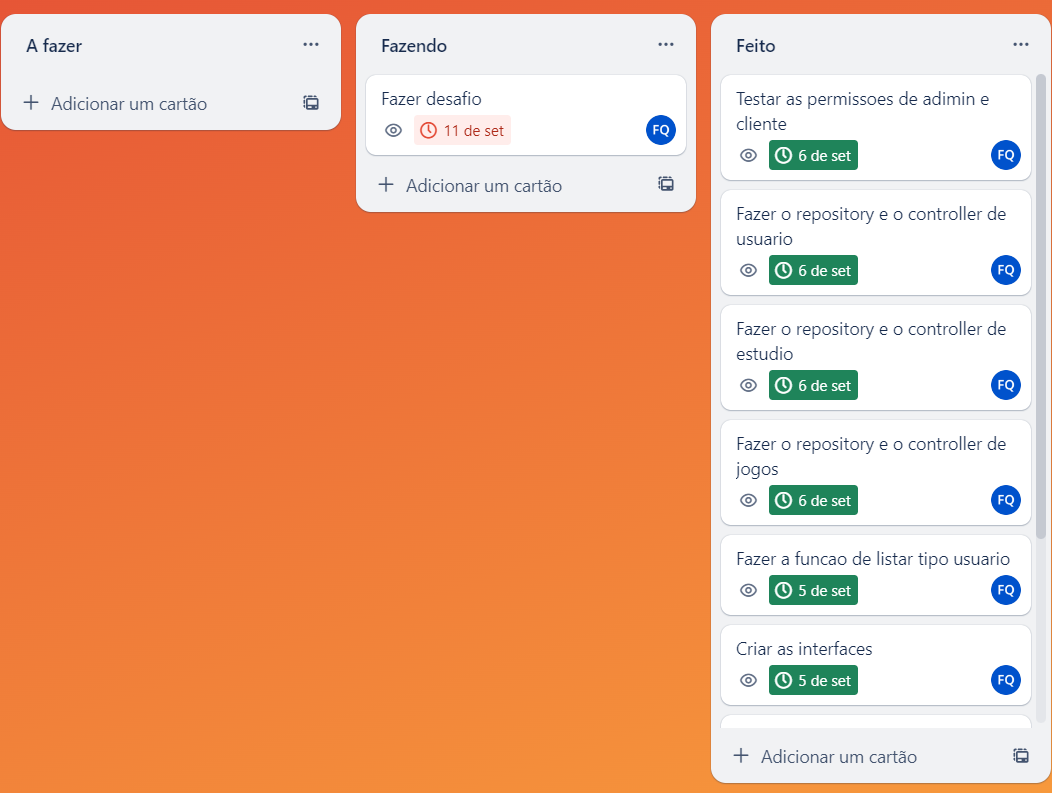 A fazer
Adicionar um cartão
Fazendo
Fazer desafio
11 de set
FQ
Adicionar um cartão
Feito
Testar as permissoes de adimin e
cliente
6 de set
FQ
Fazer o repository e o controller de
usuario
6 de set
FQ
Fazer o repository e o controller de
estudio
6 de set
FQ
Fazer o repository e o controller de
jogos
6 de set
FQ
Fazer a funcao de listar tipo usuario
5 de set
FQ
Criar as interfaces
5 de set
FQ
Adicionar um cartão